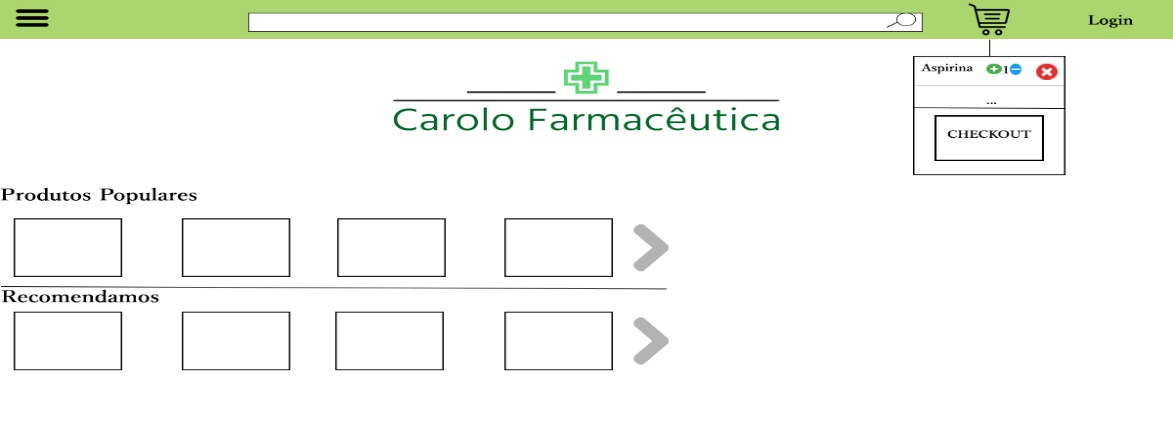 Login
Aspirina 1
...
CHECKOUT
Carolo Farmacêutica
Produtos Populares
Recomendamos